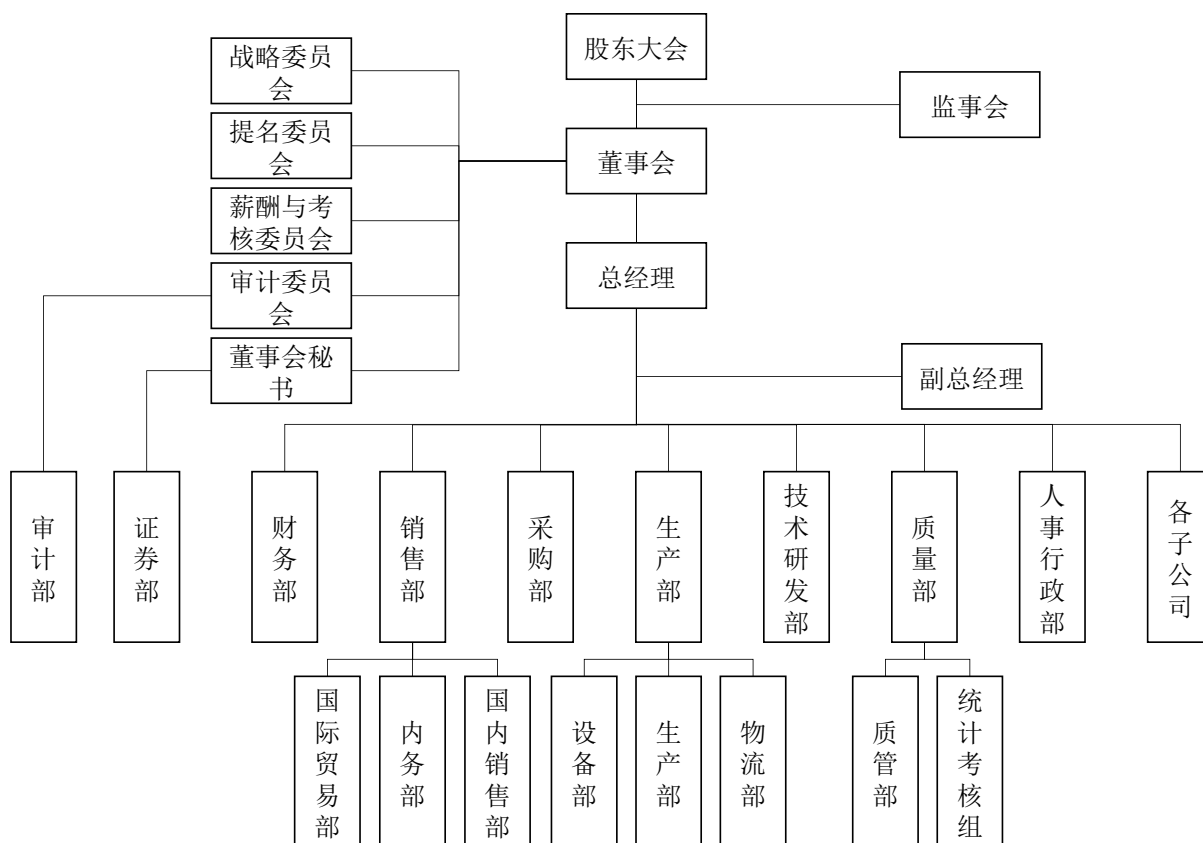 股东大会
战略委员
会
监事会
提名委员
会
董事会
薪酬与考
核委员会
总经理
审计委员
会
董事会秘
书
副总经理
审计部
证券部
财务部
销售部
采购部
生产部
技术研发部
质量部
人事行政部
各子公司
国际贸易部
内务部
国内销售部
设备部
生产部
物流部
质管部
统计考核组